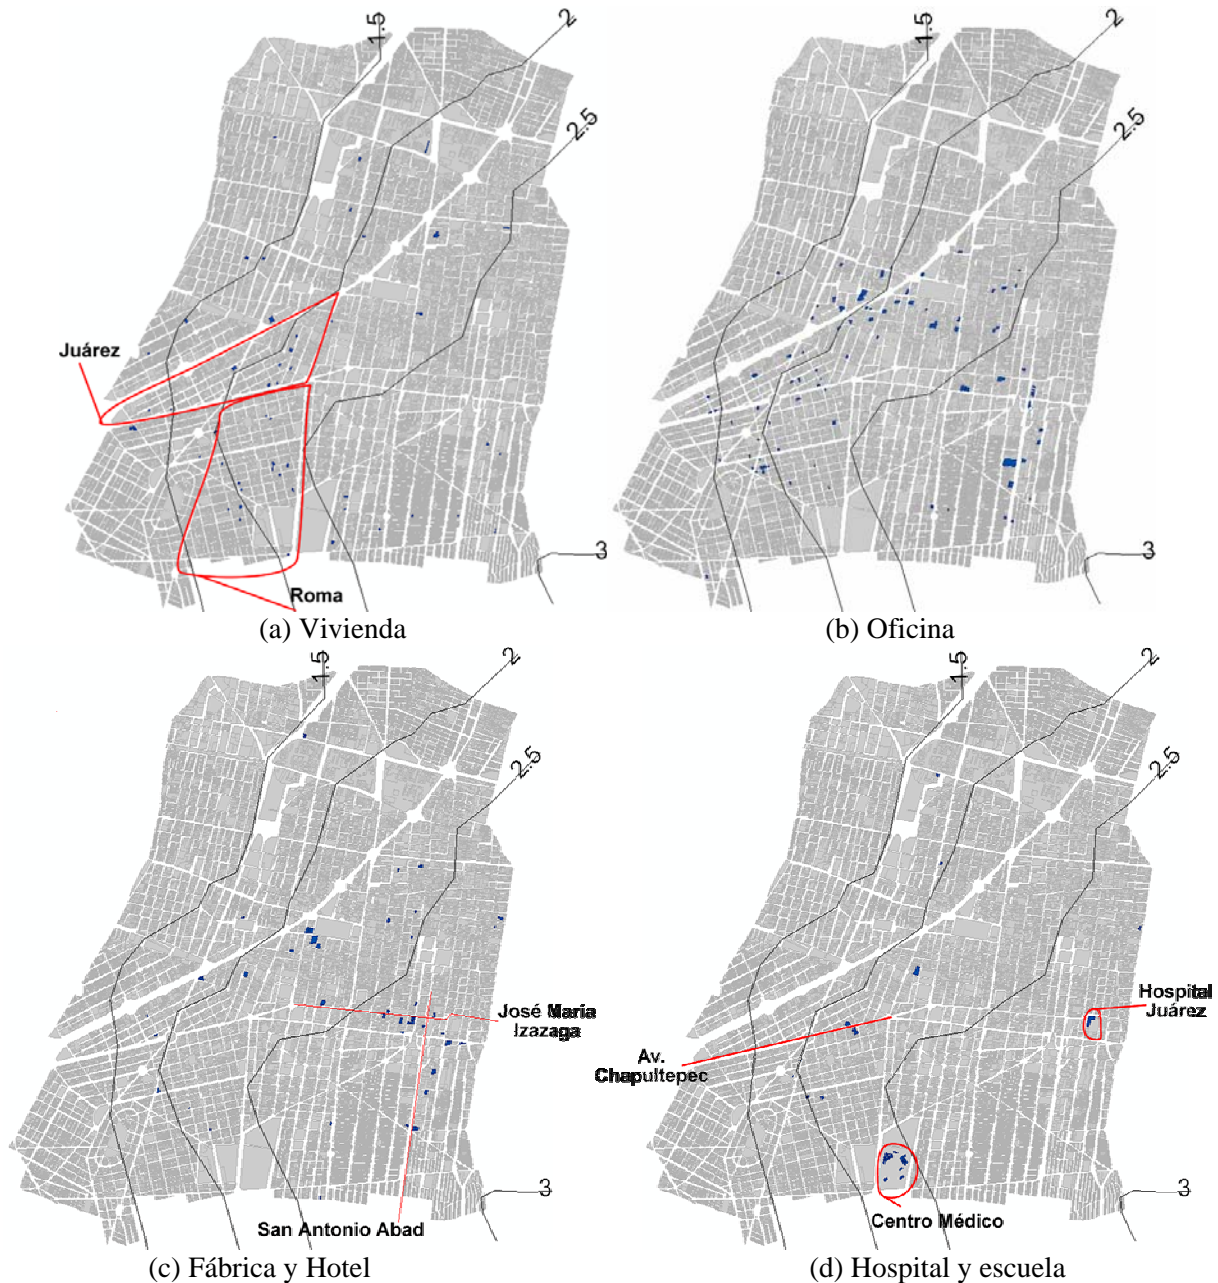 1.5
2
2.5
Juárez
3
Roma
(a) Vivienda
1.5
2
2.5
3
(b) Oficina
1.5
2
2.5
José María
Izazaga
3
San Antonio Abad
(c) Fábrica y Hotel
1.5
2
2.5
Hospital
Juárez
Av.
Chapultepec
3
Centro Médico
(d) Hospital y escuela